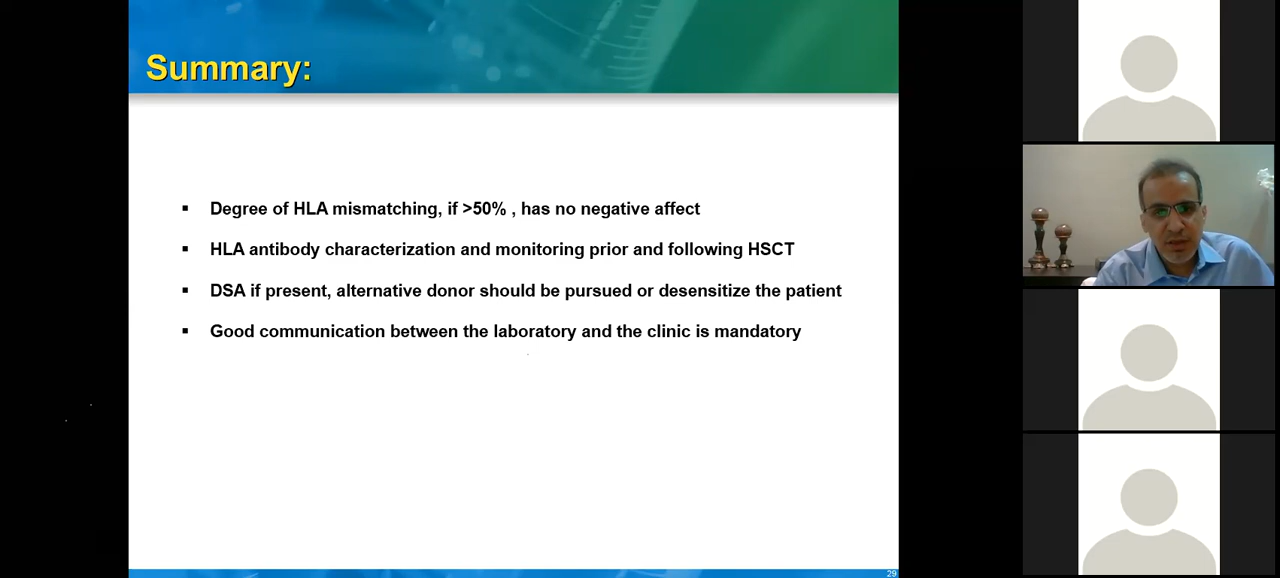 Summary:
Degree of HLA mismatching, if >50% , has no negative affect
HLA antibody characterization and monitoring prior and following HSCT
DSA if present, alternative donor should be pursued or desensitize the patient
Good communication between the laboratory and the clinic is mandatory
29